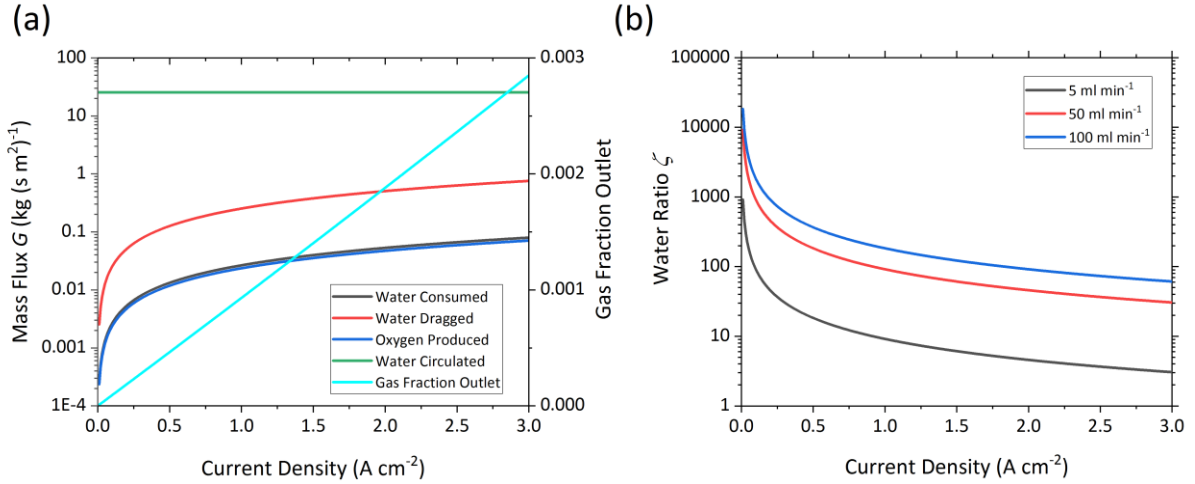 (a)
100
10
1
0.1
0.01
0.001
1E-4
Mass Flux G (kg (s m²)⁻¹)
0.003
0.002
0.001
0.000
Gas Fraction Outlet
Water Consumed
Water Dragged
Oxygen Produced
Water Circulated
Gas Fraction Outlet
0.0 0.5 1.0 1.5 2.0 2.5 3.0
Current Density (A cm⁻²)
(b)
100000
10000
1000
100
10
1
Water Ratio ζ
5 ml min⁻¹
50 ml min⁻¹
100 ml min⁻¹
0.0 0.5 1.0 1.5 2.0 2.5 3.0
Current Density (A cm⁻²)